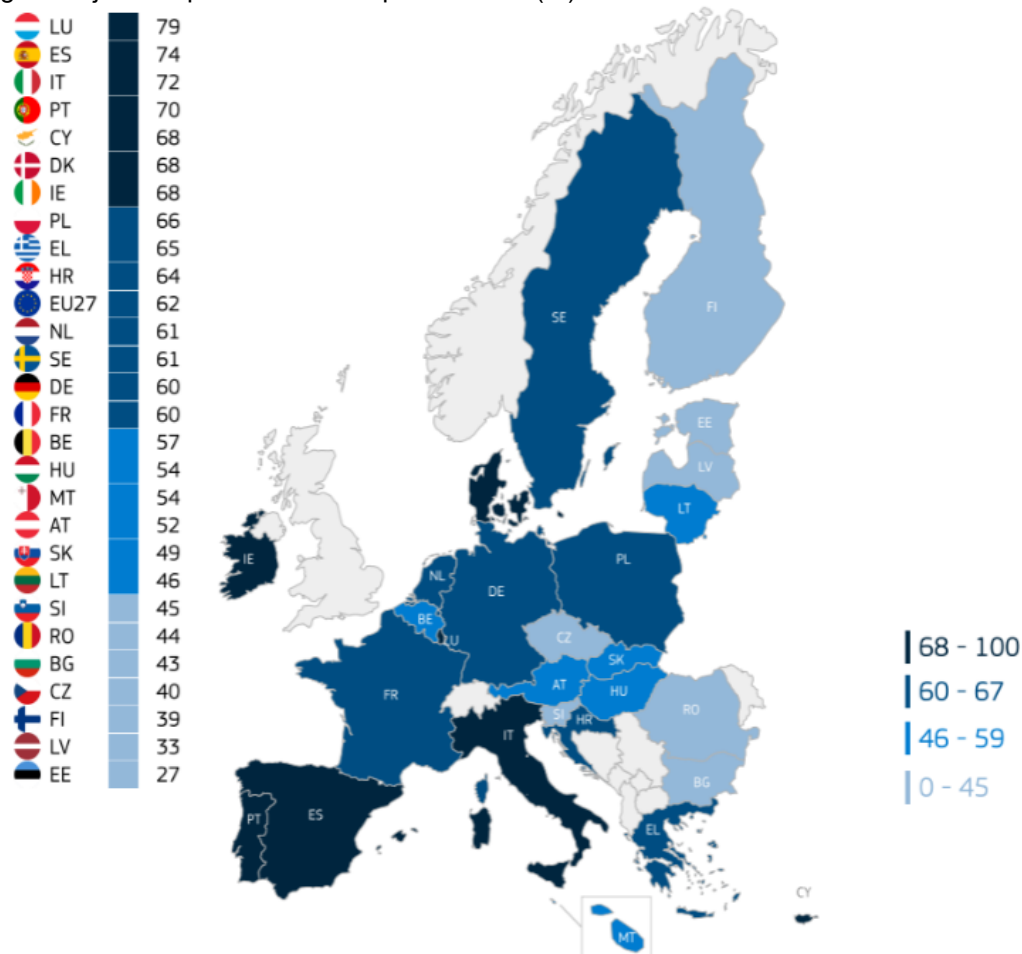 LU 79
ES 74
IT 72
PT 70
CY 68
DK 68
IE 68
PL 66
EL 65
HR 64
EU27 62
NL 61
SE 61
DE 60
FR 60
BE 57
HU 54
MT 54
AT 52
SK 49
LT 46
SI 45
RO 44
BG 43
CZ 40
FI 39
LV 33
EE 27
SE
FI
EE
LV
LT
IE
NL
DE
PL
BE
LU
CZ
SK
FR
AT
HU
SI
HR
RO
IT
BG
PT
ES
EL
CY
MT
68 - 100
60 - 67
46 - 59
0 - 45